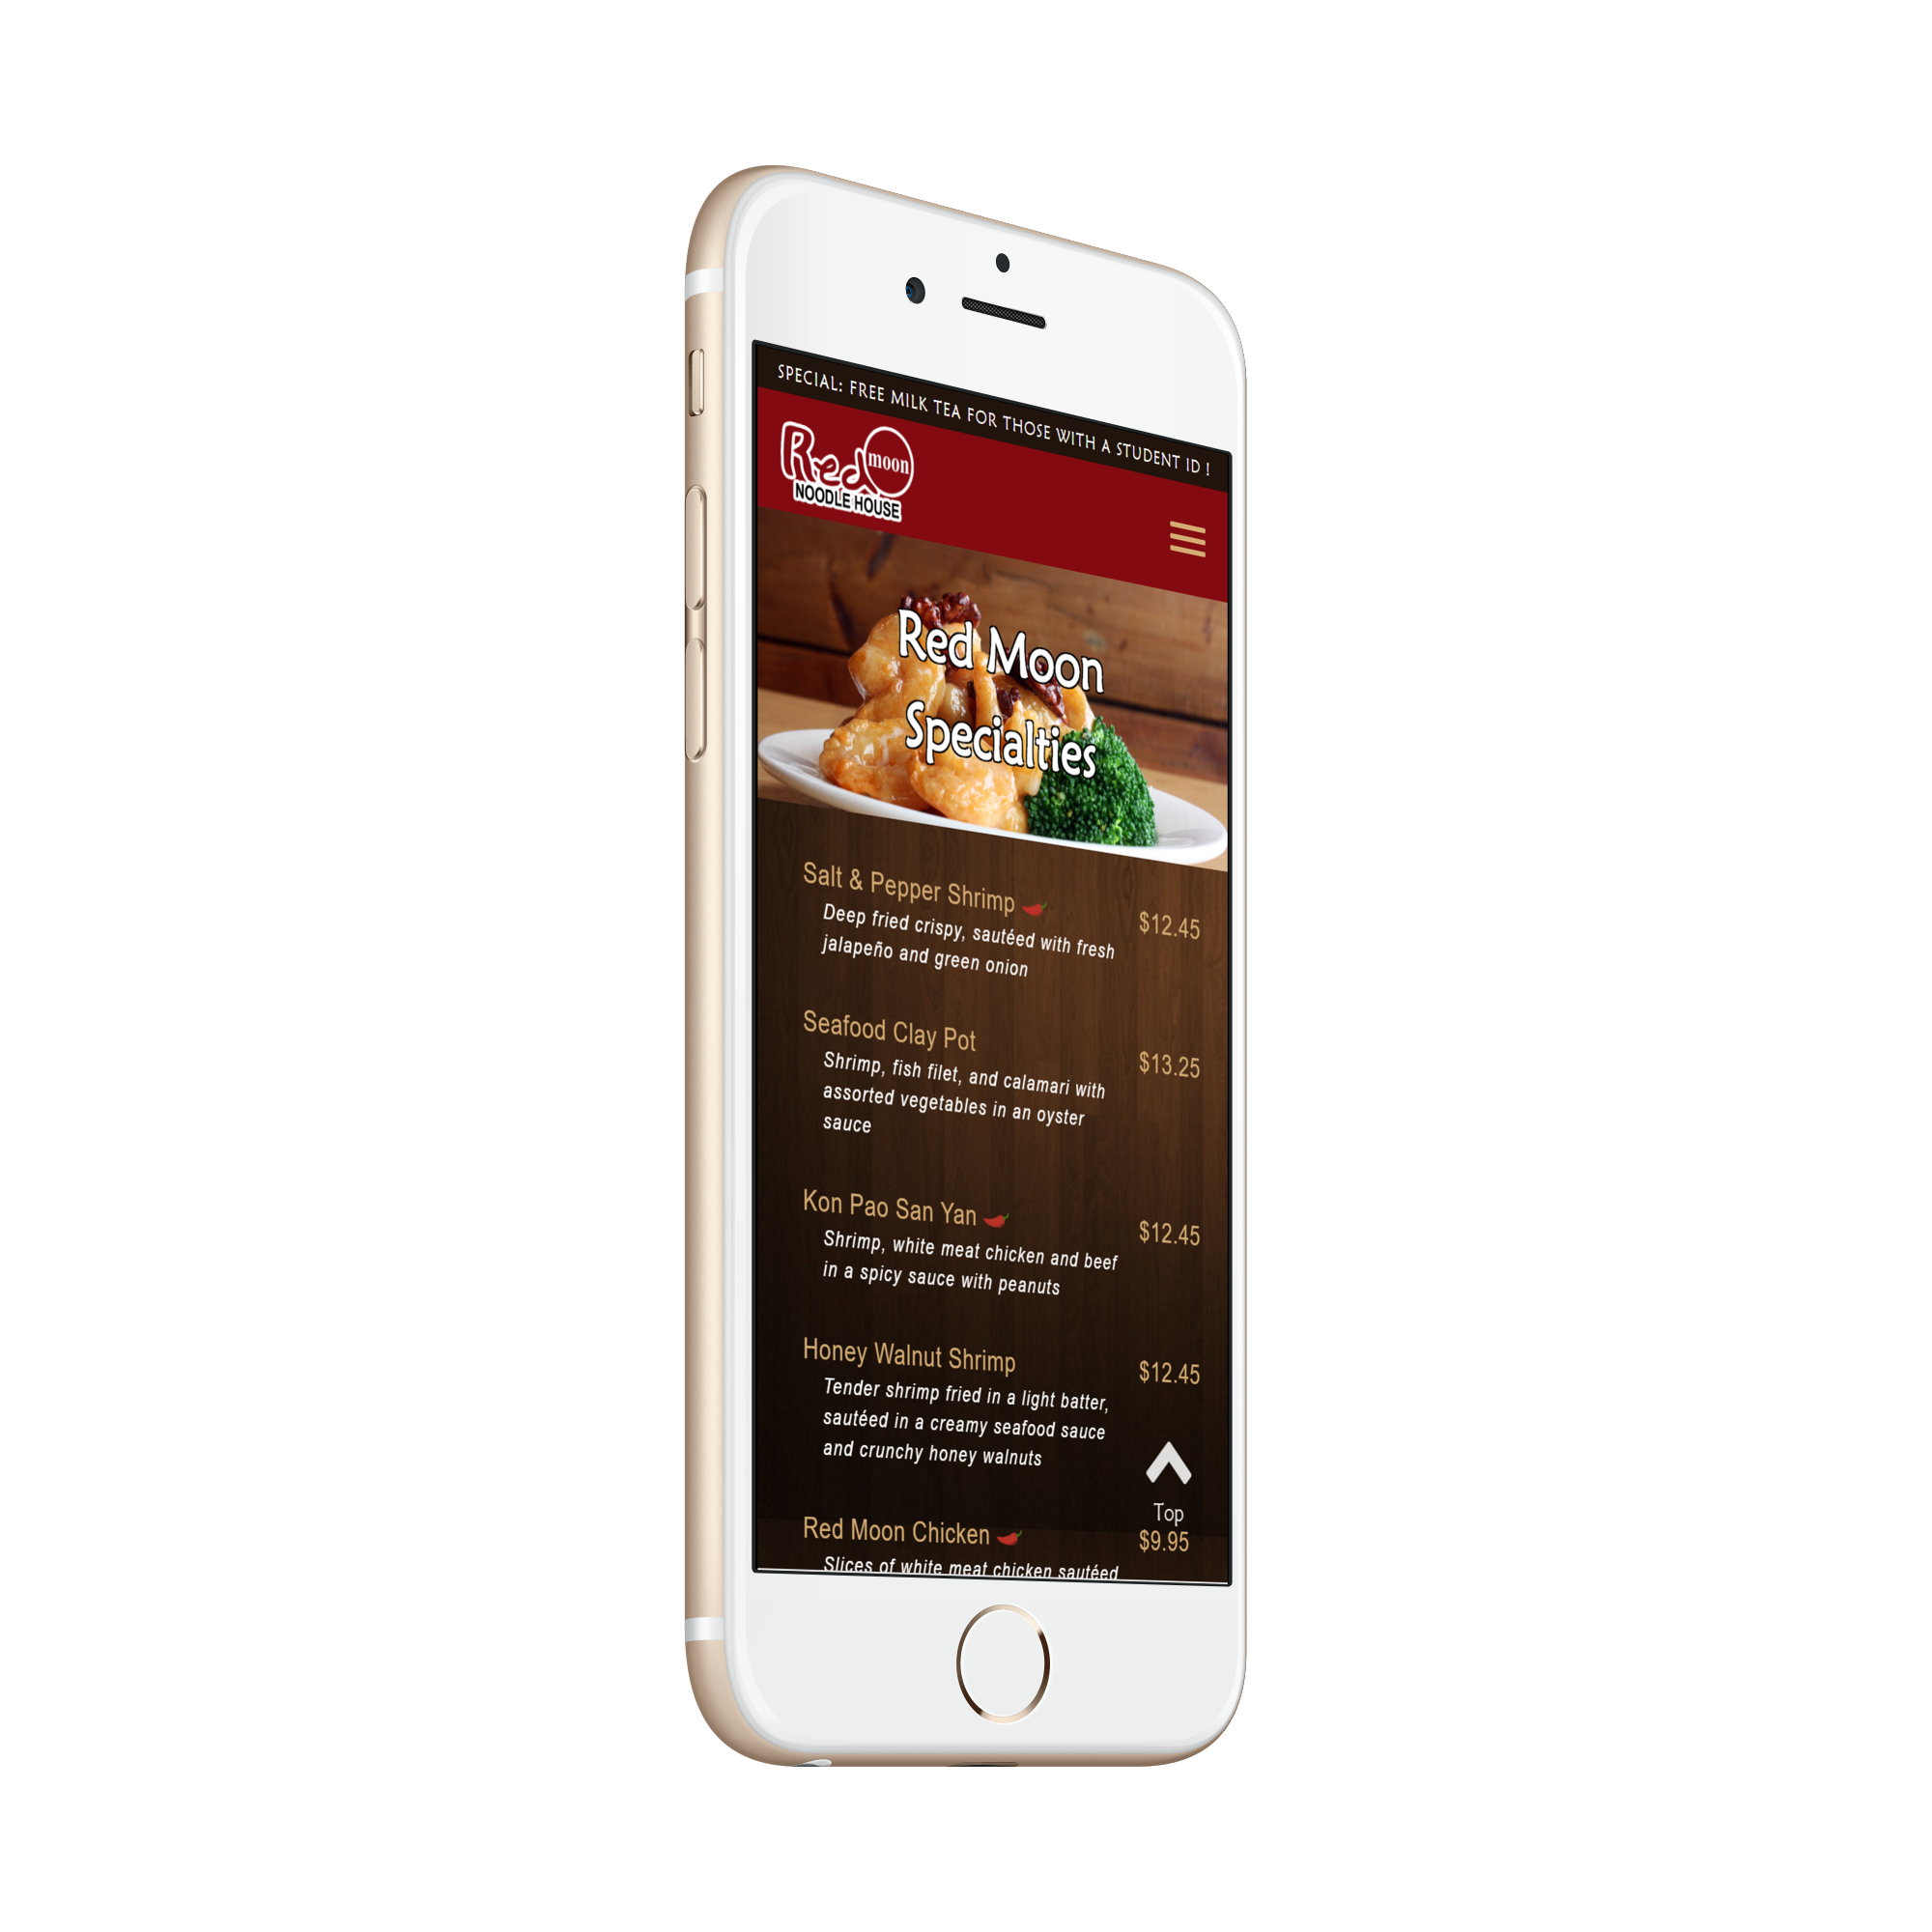 SPECIAL: FREE MILK TEA FOR THOSE WITH A STUDENT ID !
Red moon
NOODLE HOUSE
Red Moon
Specialties
Salt & Pepper Shrimp $12.45
Deep fried crispy, sautéed with fresh
jalapeño and green onion
Seafood Clay Pot $13.25
Shrimp, fish filet, and calamari with
assorted vegetables in an oyster
sauce
Kon Pao San Yan $12.45
Shrimp, white meat chicken and beef
in a spicy sauce with peanuts
Honey Walnut Shrimp $12.45
Tender shrimp fried in a light batter,
sautéed in a creamy seafood sauce
and crunchy honey walnuts
Top
Red Moon Chicken $9.95
Slices of white meat chicken sautéed